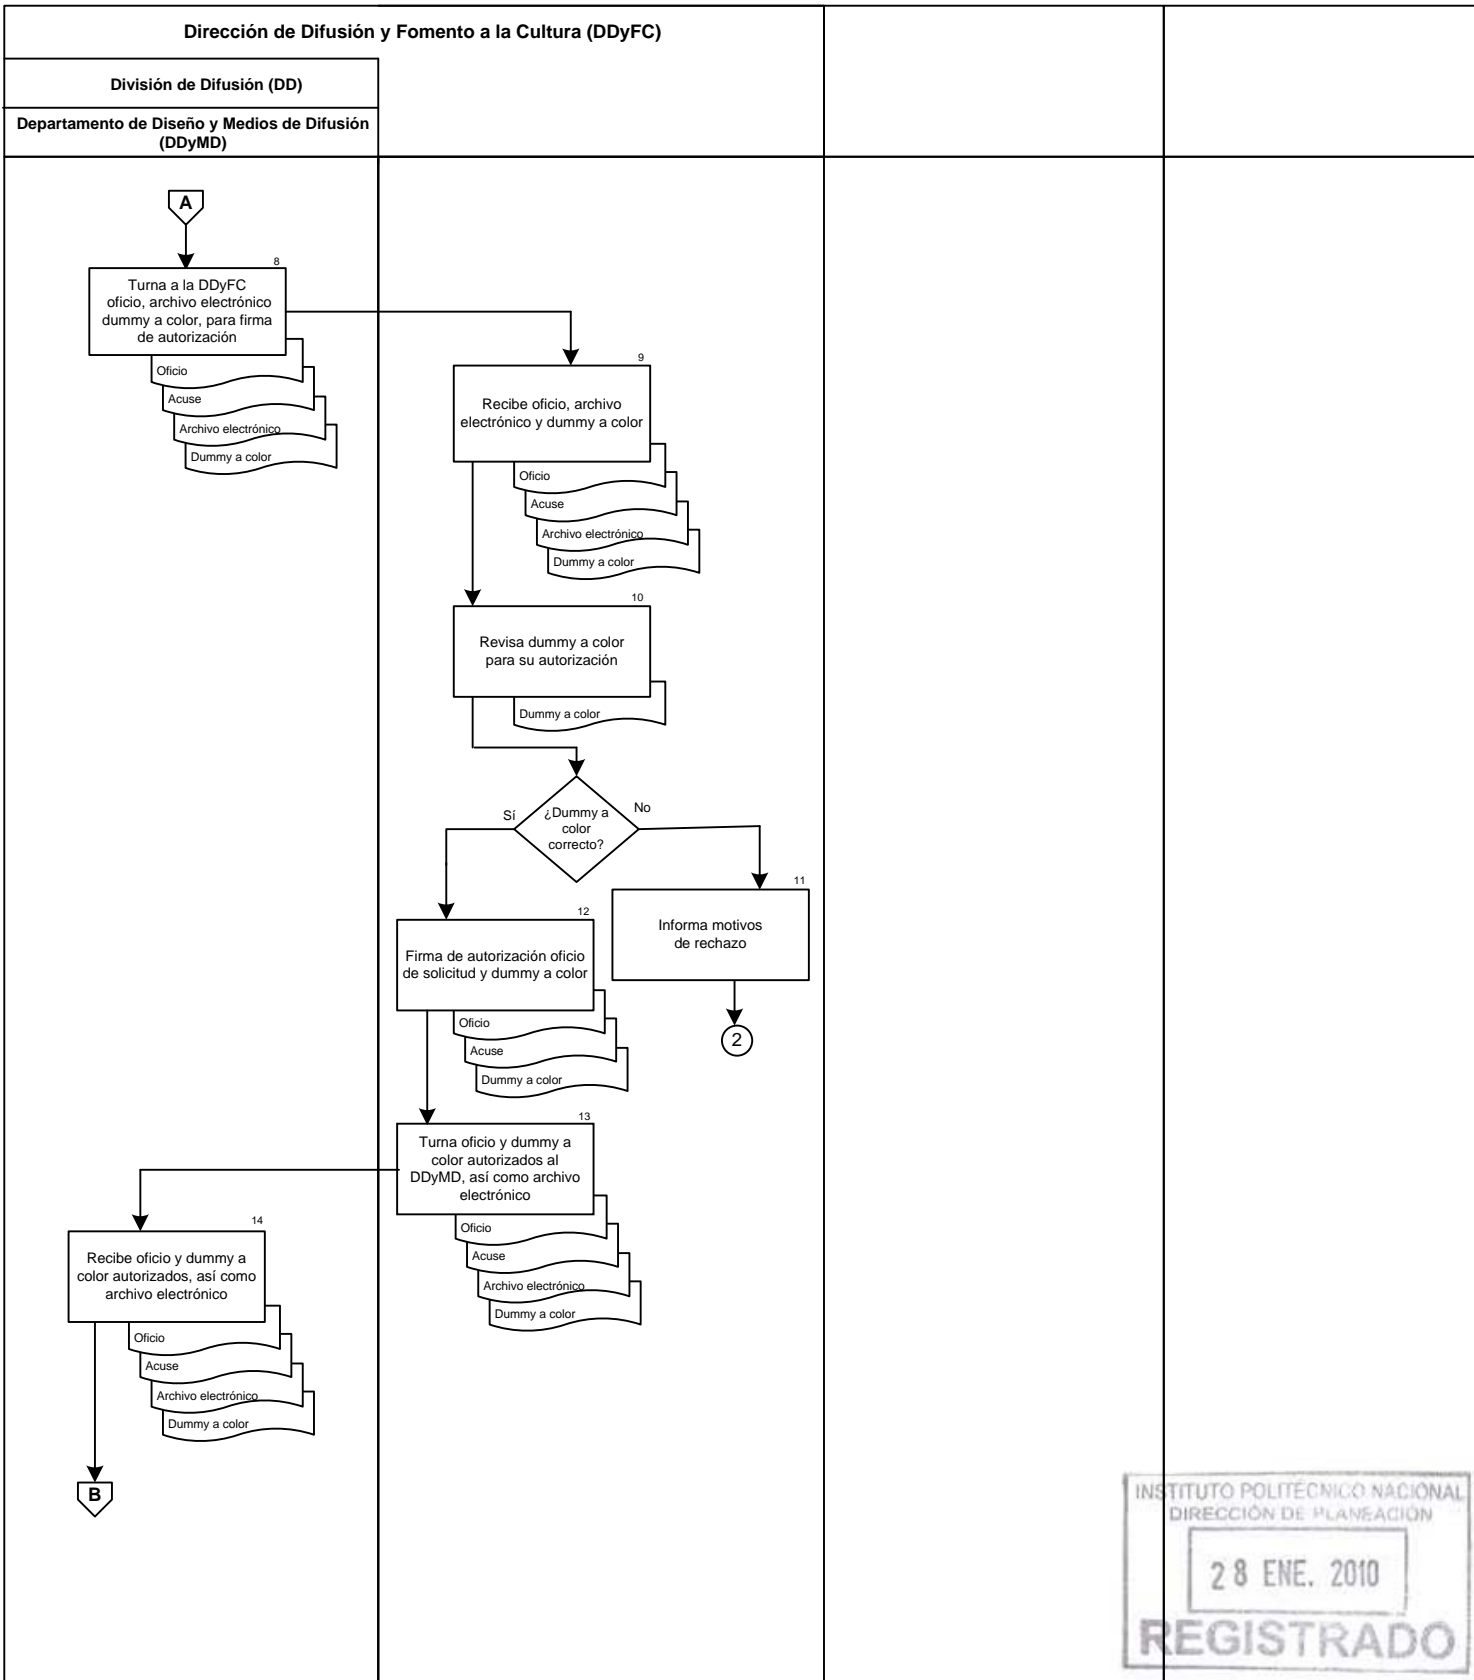 Dirección de Difusión y Fomento a la Cultura (DDyFC)
División de Difusión (DD)
Departamento de Diseño y Medios de Difusión
(DDyMD)
A
8
Turna a la DDyFC
oficio, archivo electrónico
dummy a color, para firma
de autorización
Oficio
Acuse
Archivo electrónico
Dummy a color
9
Recibe oficio, archivo
electrónico y dummy a color
Oficio
Acuse
Archivo electrónico
Dummy a color
10
Revisa dummy a color
para su autorización
Dummy a color
¿Dummy a
color
correcto?
Sí
No
11
Informa motivos
de rechazo
2
12
Firma de autorización oficio
de solicitud y dummy a color
Oficio
Acuse
Dummy a color
13
Turna oficio y dummy a
color autorizados al
DDyMD, así como archivo
electrónico
Oficio
Acuse
Archivo electrónico
Dummy a color
14
Recibe oficio y dummy a
color autorizados, así como
archivo electrónico
Oficio
Acuse
Archivo electrónico
Dummy a color
B
INSTITUTO POLITÉCNICO NACIONAL
DIRECCIÓN DE PLANEACIÓN
28 ENE. 2010
REGISTRADO